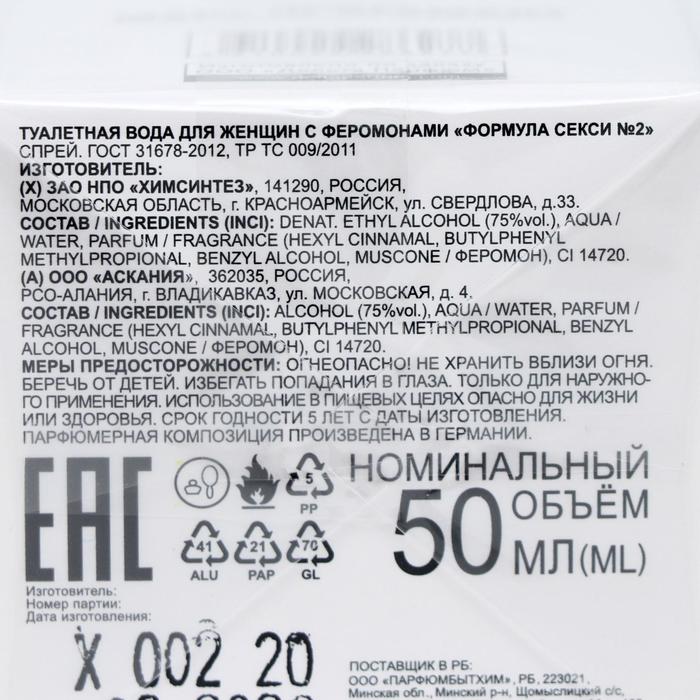 ТУАЛЕТНАЯ ВОДА ДЛЯ ЖЕНЩИН С ФЕРОМОНАМИ «ФОРМУЛА СЕКСИ №2»
СПРЕЙ. ГОСТ 31678-2012, ТР ТС 009/2011
ИЗГОТОВИТЕЛЬ:
(Х) ЗАО НПО «ХИМСИНТЕЗ», 141290, РОССИЯ,
МОСКОВСКАЯ ОБЛАСТЬ, г. КРАСНОАРМЕЙСК, ул. СВЕРДЛОВА, д.33.
СОСТАВ / INGREDIENTS (INCI): DENAT. ETHYL ALCOHOL (75%vol.), AQUA /
WATER, PARFUM / FRAGRANCE (HEXYL CINNAMAL, BUTYLPHENYL
METHYLPROPIONAL, BENZYL ALCOHOL, MUSCONE / ФЕРОМОН), CI 14720.
(А) ООО «АСКАНИЯ», 362035, РОССИЯ,
РСО-АЛАНИЯ, г. ВЛАДИКАВКАЗ, ул. МОСКОВСКАЯ, д. 4.
СОСТАВ / INGREDIENTS (INCI): ALCOHOL (75%vol.), AQUA / WATER, PARFUM /
FRAGRANCE (HEXYL CINNAMAL, BUTYLPHENYL METHYLPROPIONAL, BENZYL
ALCOHOL, MUSCONE / ФЕРОМОН), CI 14720.
МЕРЫ ПРЕДОСТОРОЖНОСТИ: ОГНЕОПАСНО! НЕ ХРАНИТЬ ВБЛИЗИ ОГНЯ.
БЕРЕЧЬ ОТ ДЕТЕЙ. ИЗБЕГАТЬ ПОПАДАНИЯ В ГЛАЗА. ТОЛЬКО ДЛЯ НАРУЖНО-
ГО ПРИМЕНЕНИЯ. ИСПОЛЬЗОВАНИЕ В ПИЩЕВЫХ ЦЕЛЯХ ОПАСНО ДЛЯ ЖИЗНИ
ИЛИ ЗДОРОВЬЯ. СРОК ГОДНОСТИ 5 ЛЕТ С ДАТЫ ИЗГОТОВЛЕНИЯ.
ПАРФЮМЕРНАЯ КОМПОЗИЦИЯ ПРОИЗВЕДЕНА В ГЕРМАНИИ.
ЕАС
5
PP
41
ALU
21
PAP
70
GL
НОМИНАЛЬНЫЙ
50 ОБЪЁМ
МЛ(ML)
Изготовитель:
Номер партии:
Дата изготовления:
X 002 20
ПОСТАВЩИК В РБ:
ООО «ПАРФЮМБЫТХИМ», РБ, 223021,
Минская обл., Минский р-н, Щомыслицкий с/с,